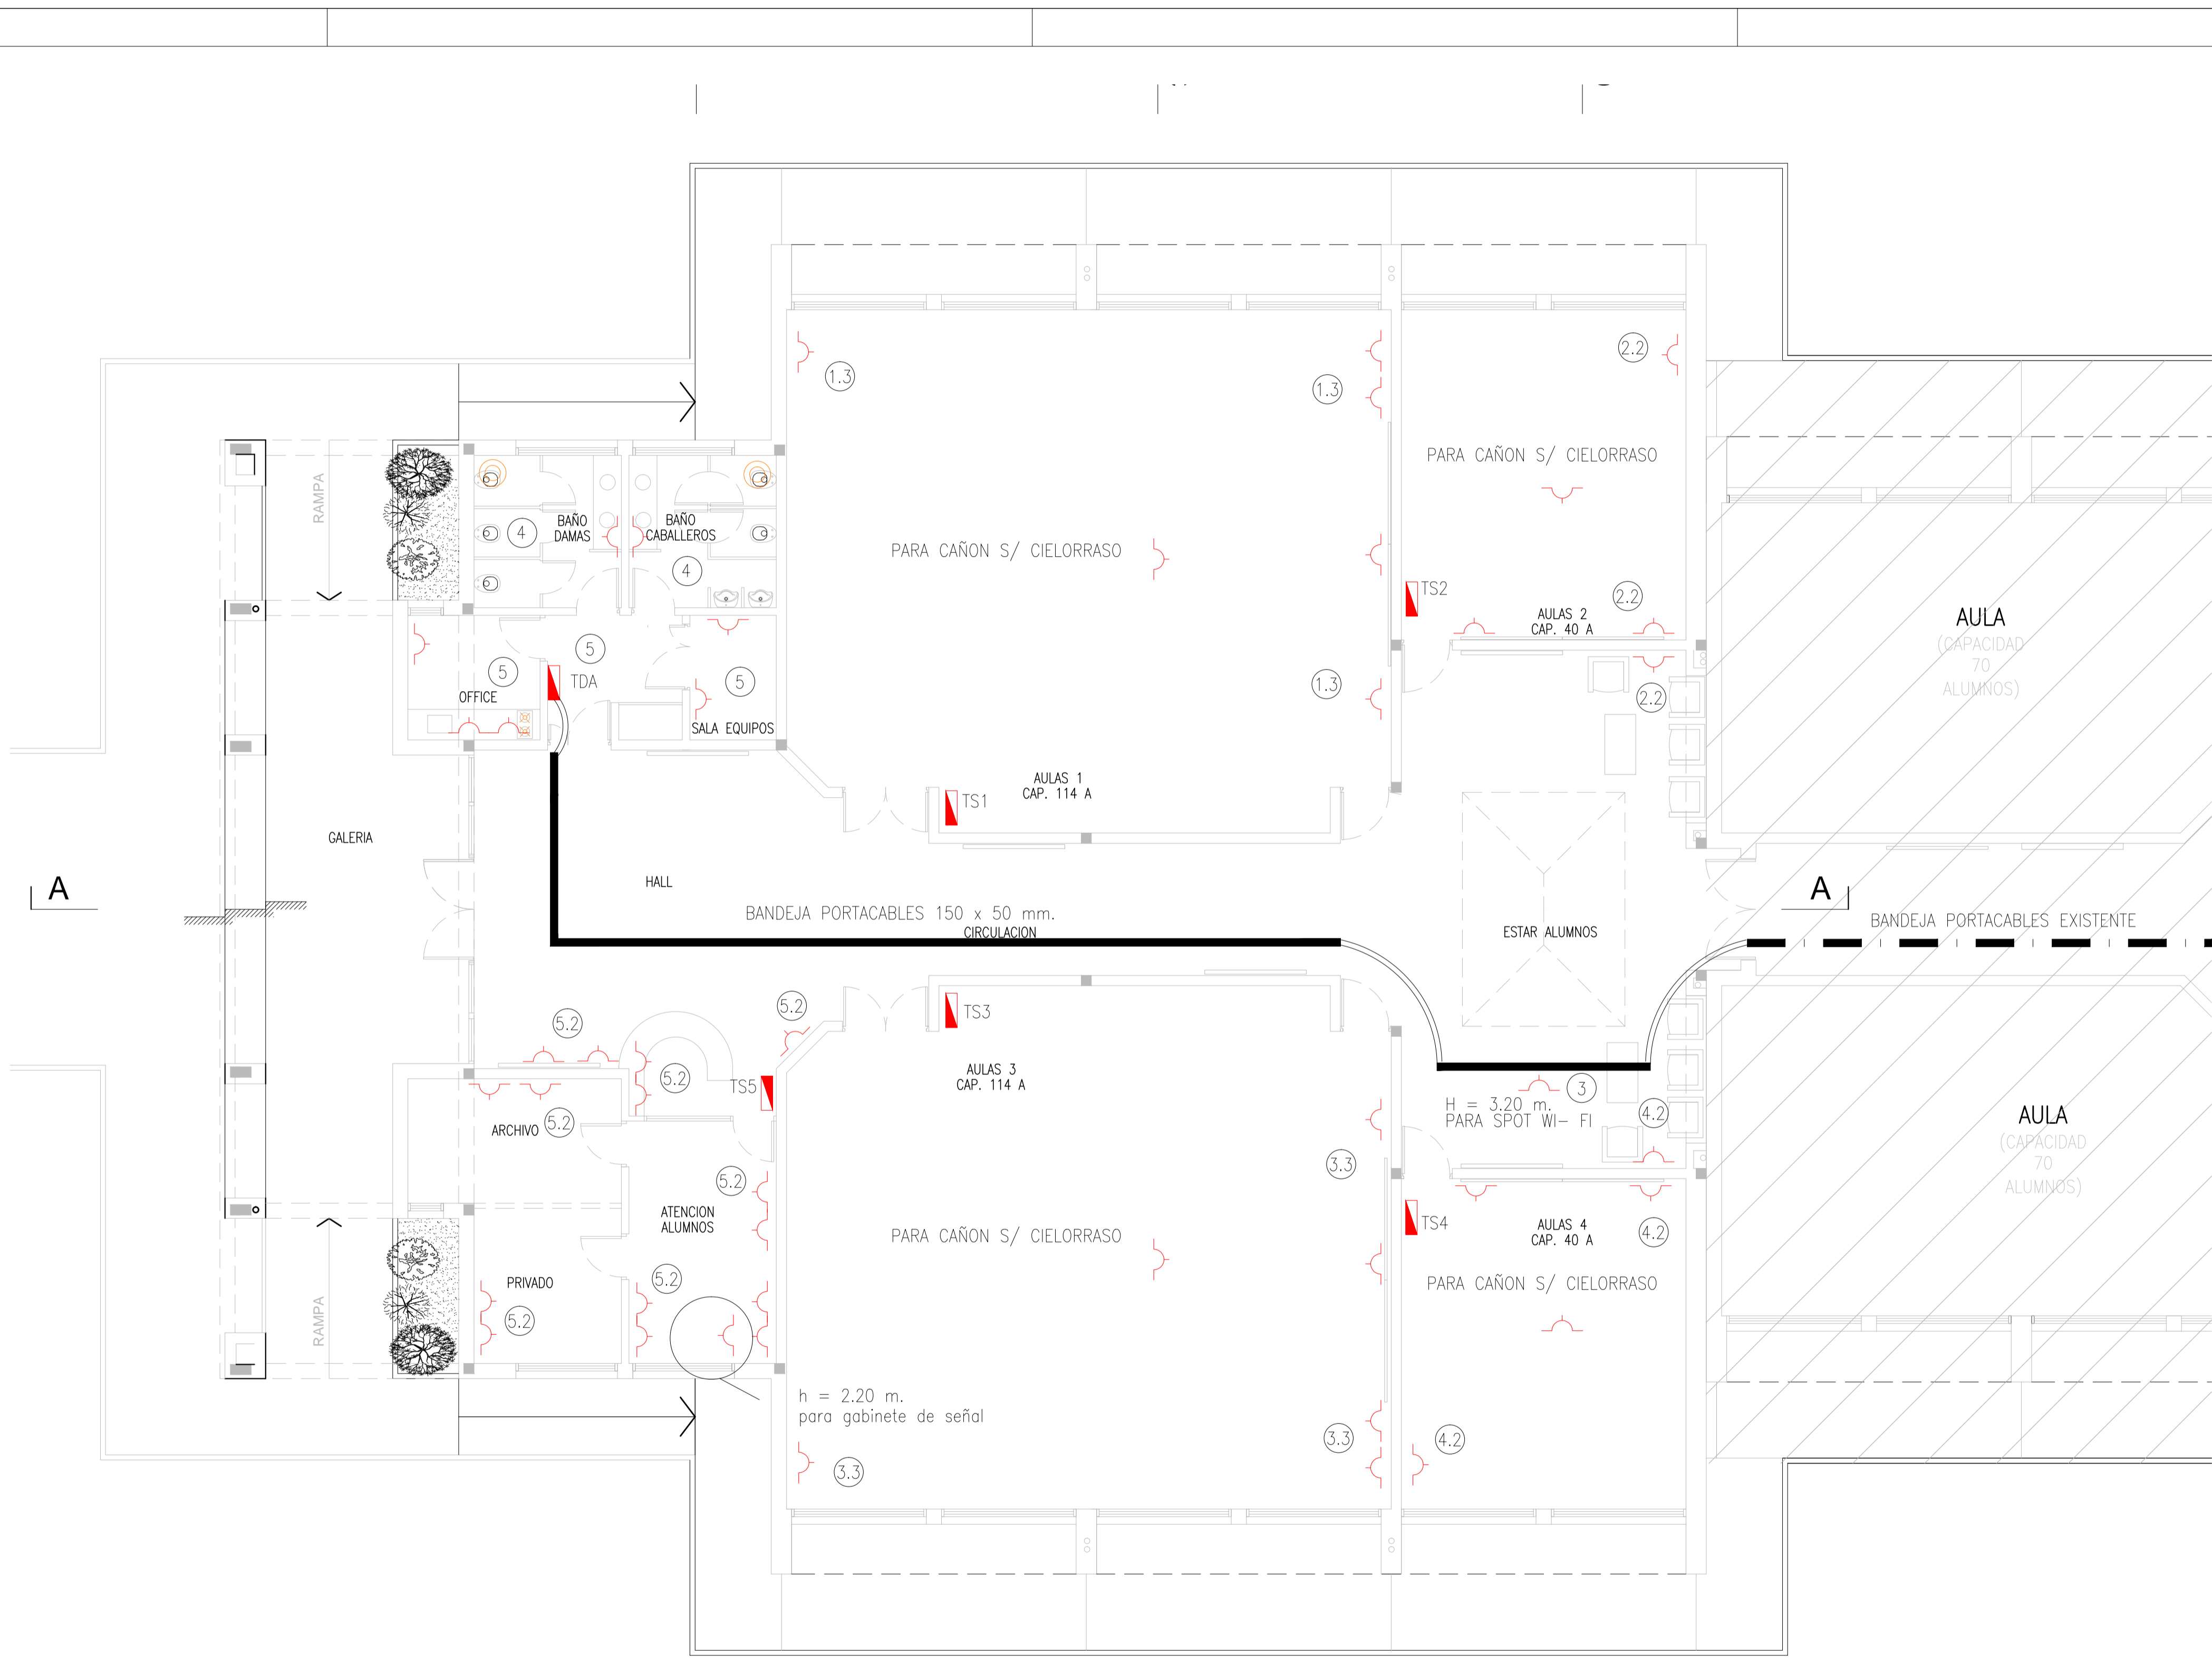 1.3
1.3
2.2
RAMPA
PARA CAÑON S/ CIELORRASO
BAÑO
DAMAS
4
BAÑO
CABALLEROS
4
PARA CAÑON S/ CIELORRASO
TS2
2.2
AULAS 2
CAP. 40 A
AULA
(CAPACIDAD
70
ALUMNOS)
5
5
5
TDA
OFFICE
SALA EQUIPOS
1.3
2.2
AULAS 1
CAP. 114 A
TS1
GALERIA
HALL
A
A
BANDEJA PORTACABLES 150 x 50 mm.
CIRCULACION
ESTAR ALUMNOS
BANDEJA PORTACABLES EXISTENTE
5.2
5.2
TS3
5.2
TS5
AULAS 3
CAP. 114 A
3
H = 3.20 m.
PARA SPOT WI- FI
4.2
AULA
(CAPACIDAD
70
ALUMNOS)
ARCHIVO
5.2
5.2
3.3
ATENCION
ALUMNOS
TS4
AULAS 4
CAP. 40 A
4.2
PARA CAÑON S/ CIELORRASO
PRIVADO
5.2
PARA CAÑON S/ CIELORRASO
RAMPA
5.2
h = 2.20 m.
para gabinete de señal
3.3
3.3
4.2